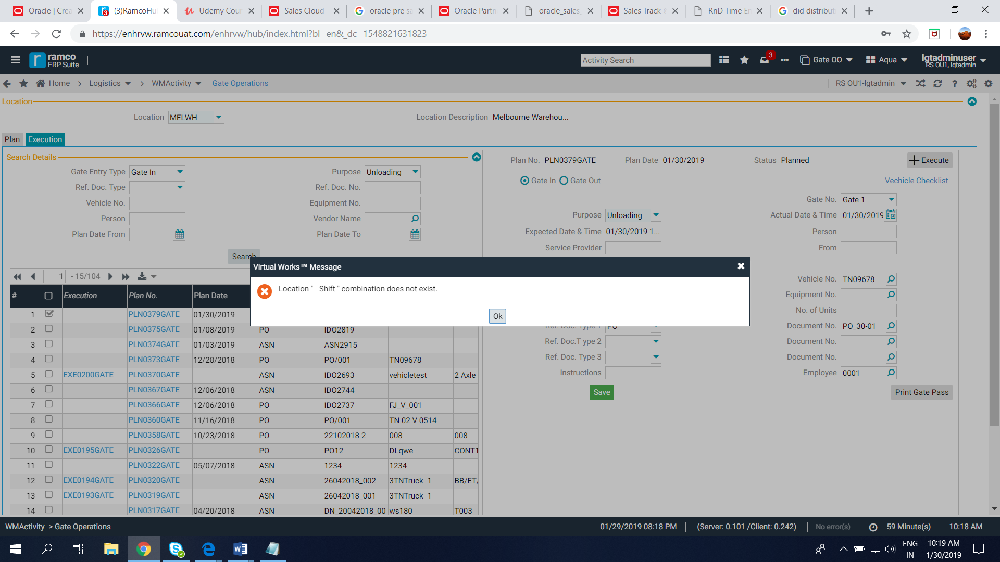 Oracle | Crea
(3)RamcoHu
Udemy Cour
Sales Cloud
oracle pre sa
Oracle Partn
oracle_sales_
Sales Track
RnD Time En
did distribut
https://enhrvw.ramcouat.com/enhrvw/hub/index.html?bl=en&_dc=1548821631823
ramco
ERP Suite
Activity Search
3
Gate OO
Aqua
lgtadminuser
RS OU1, lgtadmin
Home > Logistics > WMActivity Gate Operations
RS OU1-lgtadmin
Location
Location MELWH
Location Description Melbourne Warehou...
Plan Execution
Search Details
Gate Entry Type Gate In
Purpose Unloading
Ref. Doc. Type
Ref. Doc. No.
Vehicle No.
Equipment No.
Person
Vendor Name
Plan Date From
Plan Date To
Search
1 - 15/104
# Execution Plan No. Plan Date
1 PLN0379GATE 01/30/2019
2 PLN0375GATE 01/08/2019 PO IDO2819
3 PLN0374GATE 01/03/2019 ASN ASN2915
4 PLN0373GATE 12/28/2018 PO PO/001 TN09678
5 EXE0200GATE PLN0370GATE ASN IDO2693 vehicletest 2 Axle
6 PLN0367GATE 12/06/2018 ASN IDO2744
7 PLN0366GATE 12/06/2018 PO IDO2737 FJ_V_001
8 PLN0360GATE 11/16/2018 PO PO/001 TN 02 V 0514
9 PLN0358GATE 10/23/2018 PO 22102018-2 008 008
10 EXE0195GATE PLN0326GATE PO PO12 DLqwe CONT1
11 PLN0322GATE 05/07/2018 ASN 1234 1234
12 EXE0194GATE PLN0320GATE ASN 26042018_002 3TNTruck -1 BB/ET/
13 EXE0193GATE PLN0319GATE ASN 26042018_001 3TNTruck -1
14 PLN0317GATE 04/20/2018 ASN DN_20042018_00 ws180 T003
Plan No. PLN0379GATE Plan Date 01/30/2019 Status Planned
Execute
Gate In Gate Out
Vechicle Checklist
Gate No. Gate 1
Purpose Unloading
Actual Date & Time 01/30/2019
Expected Date & Time 01/30/2019 1...
Person
Service Provider
From
Virtual Works™ Message
Location '' - Shift '' combination does not exist.
Ok
Vehicle No. TN09678
Equipment No.
No. of Units
Ref. Doc. Type 1 PO
Document No. PO_30-01
Ref. Doc.T ype 2
Document No.
Ref. Doc. Type 3
Document No.
Instructions
Employee 0001
Save
Print Gate Pass
WMActivity -> Gate Operations
01/29/2019 08:18 PM
(Server: 0.101 /Client: 0.242)
No error(s)
59 Minute(s)
10:18 AM
ENG
IN
10:19 AM
1/30/2019